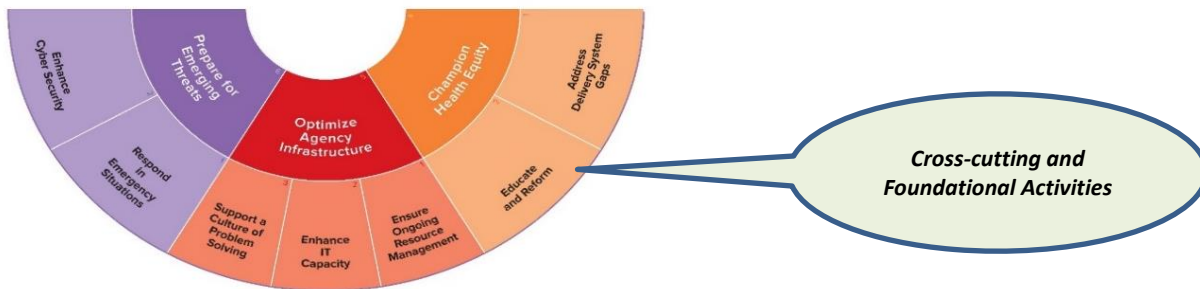 Enhance
Cyber Security
Prepare for
Emerging
Threats
Respond
in
Emergency
Situations
Optimize
Agency
Infrastructure
Support a
Culture of
Problem
Solving
Enhance
IT
Capacity
Ensure
Ongoing
Resource
Management
Champion
Health Equity
Address
Delivery System
Gaps
Educate
and Reform
Cross-cutting and
Foundational Activities